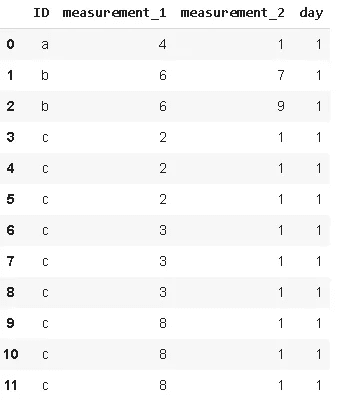 ID measurement_1 measurement_2 day
0 a 4 1 1
1 b 6 7 1
2 b 6 9 1
3 c 2 1 1
4 c 2 1 1
5 c 2 1 1
6 c 3 1 1
7 c 3 1 1
8 c 3 1 1
9 c 8 1 1
10 c 8 1 1
11 c 8 1 1